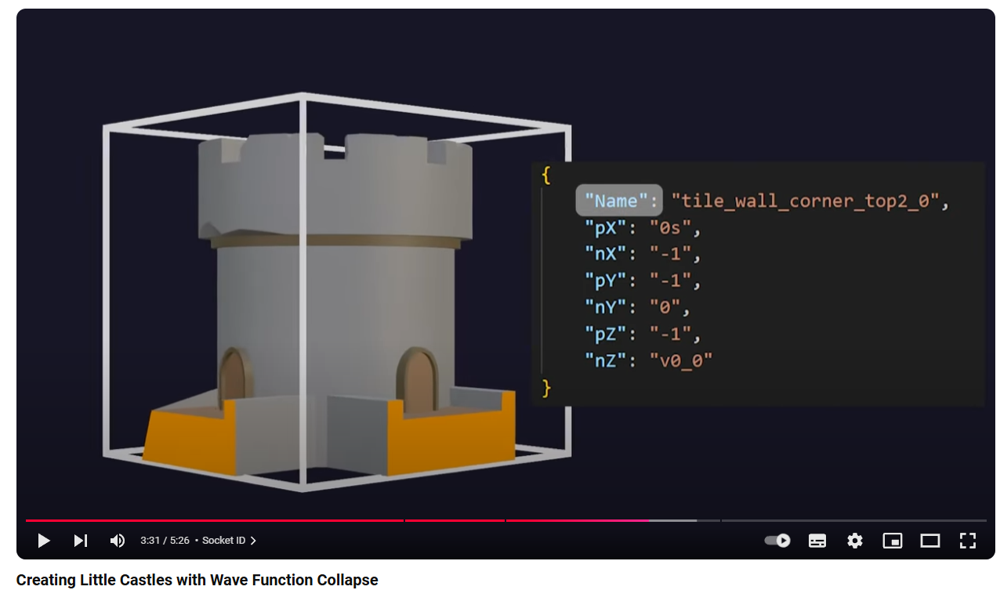 {
"Name": "tile_wall_corner_top2_0",
"pX": "0s",
"nX": "-1",
"pY": "-1",
"nY": "0",
"pZ": "-1",
"nZ": "v0_0"
}
3:31 / 5:26 • Socket ID >
Creating Little Castles with Wave Function Collapse